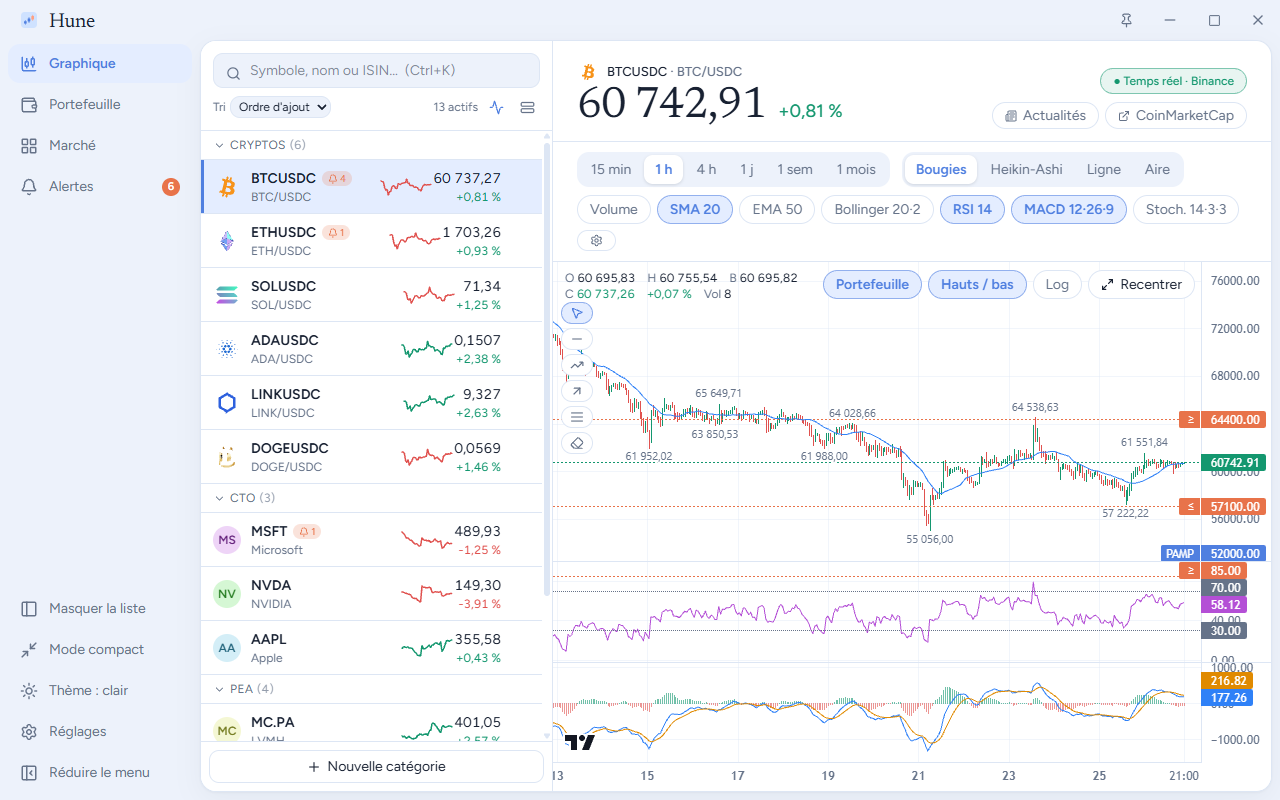 Hune
Graphique
Portefeuille
Marché
Alertes
6
Masquer la liste
Mode compact
Thème : clair
Réglages
Réduire le menu
Symbole, nom ou ISIN… (Ctrl+K)
Tri Ordre d'ajout 13 actifs
CRYPTOS (6)
BTCUSDC 4 60 737,27
BTC/USDC +0,81 %
ETHUSDC 1 1 703,26
ETH/USDC +0,93 %
SOLUSDC 71,34
SOL/USDC +1,25 %
ADAUSDC 0,1507
ADA/USDC +2,38 %
LINKUSDC 9,327
LINK/USDC +2,63 %
DOGEUSDC 0,0569
DOGE/USDC +1,46 %
CTO (3)
MS MSFT 1 489,93
Microsoft -1,25 %
NV NVDA 149,30
NVIDIA -3,91 %
AA AAPL 355,58
Apple +0,43 %
PEA (4)
MC MC.PA 401,05
LVMH +2,57 %
+ Nouvelle catégorie
BTCUSDC · BTC/USDC
60 742,91 +0,81 %
● Temps réel · Binance
Actualités CoinMarketCap
15 min 1 h 4 h 1 j 1 sem 1 mois Bougies Heikin-Ashi Ligne Aire
Volume SMA 20 EMA 50 Bollinger 20·2 RSI 14 MACD 12·26·9 Stoch. 14·3·3
O 60 695,83 H 60 755,54 B 60 695,82
C 60 737,26 +0,07 % Vol 8
Portefeuille Hauts / bas Log Recentrer
76000.00
72000.00
68000.00
65 649,71
64 028,66
64 538,63
≥ 64400.00
63 850,53
61 952,02
61 988,00
61 551,84
60742.91
60000.00
57 222,22
≤ 57100.00
56000.00
55 056,00
PAMP 52000.00
≥ 85.00
70.00
58.12
40.00
30.00
0.00
1000.00
216.82
177.26
0.00
−1000.00
13 15 17 19 21 23 25 21:00